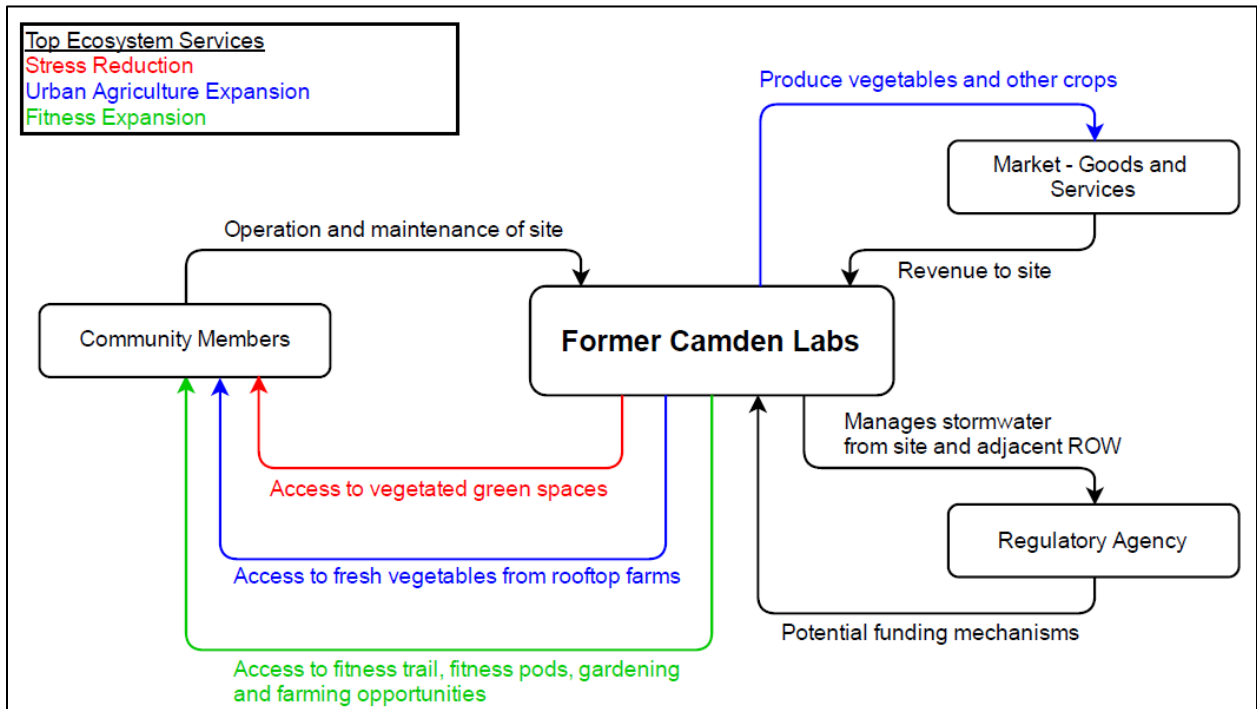 Top Ecosystem Services
Stress Reduction
Urban Agriculture Expansion
Fitness Expansion
Produce vegetables and other crops
Market - Goods and
Services
Operation and maintenance of site
Revenue to site
Community Members
Former Camden Labs
Manages stormwater
from site and adjacent ROW
Access to vegetated green spaces
Regulatory Agency
Access to fresh vegetables from rooftop farms
Potential funding mechanisms
Access to fitness trail, fitness pods, gardening
and farming opportunities